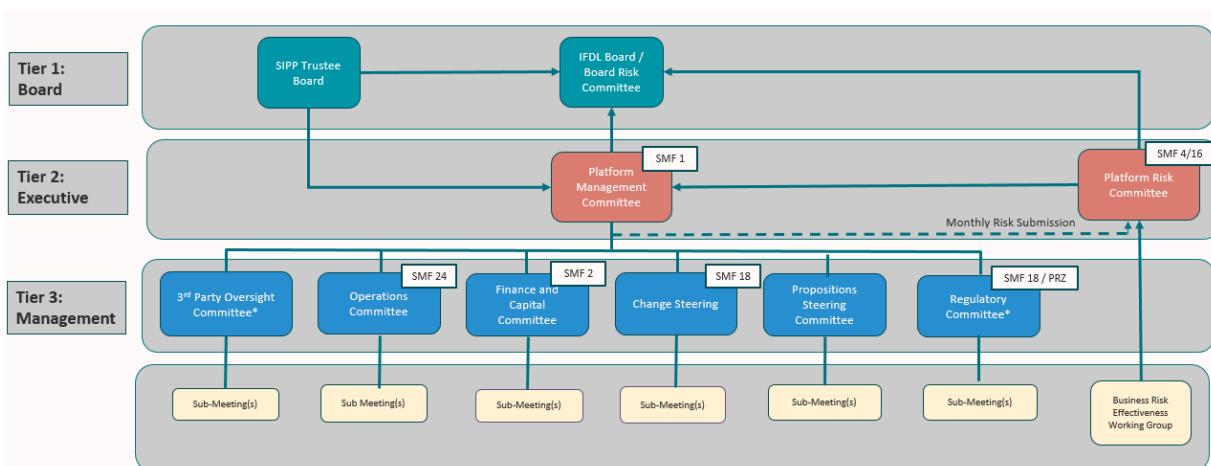 Tier 1:
Board
SIPP Trustee
Board
IFDL Board /
Board Risk
Committee
Tier 2:
Executive
SMF 1
Platform
Management
Committee
SMF 4/16
Platform Risk
Committee
Monthly Risk Submission
Tier 3:
Management
3rd Party Oversight
Committee*
SMF 24
Operations
Committee
SMF 2
Finance and
Capital
Committee
SMF 18
Change Steering
Propositions
Steering
Committee
SMF 18 / PRZ
Regulatory
Committee*
Sub-Meeting(s)
Sub Meeting(s)
Sub-Meeting(s)
Sub-Meeting(s)
Sub-Meeting(s)
Sub-Meeting(s)
Business Risk
Effectiveness
Working Group